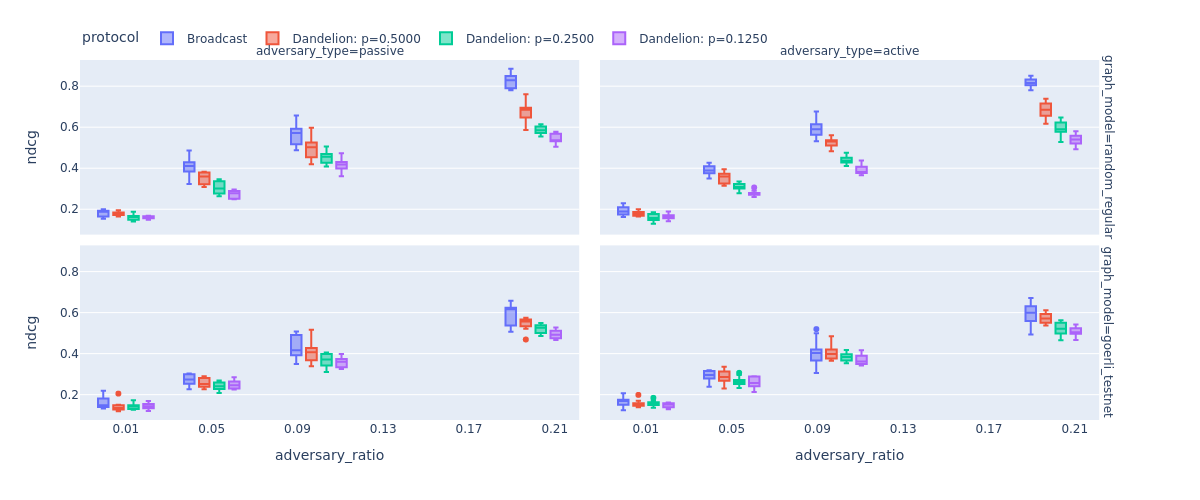 protocol Broadcast Dandelion: p=0.5000 Dandelion: p=0.2500 Dandelion: p=0.1250
adversary_type=passive adversary_type=active
0.8
0.6
0.4
0.2
ndcg
graph_model=random_regular
0.8
0.6
0.4
0.2
ndcg
graph_model=goerli_testnet
0.01 0.05 0.09 0.13 0.17 0.21 0.01 0.05 0.09 0.13 0.17 0.21
adversary_ratio adversary_ratio